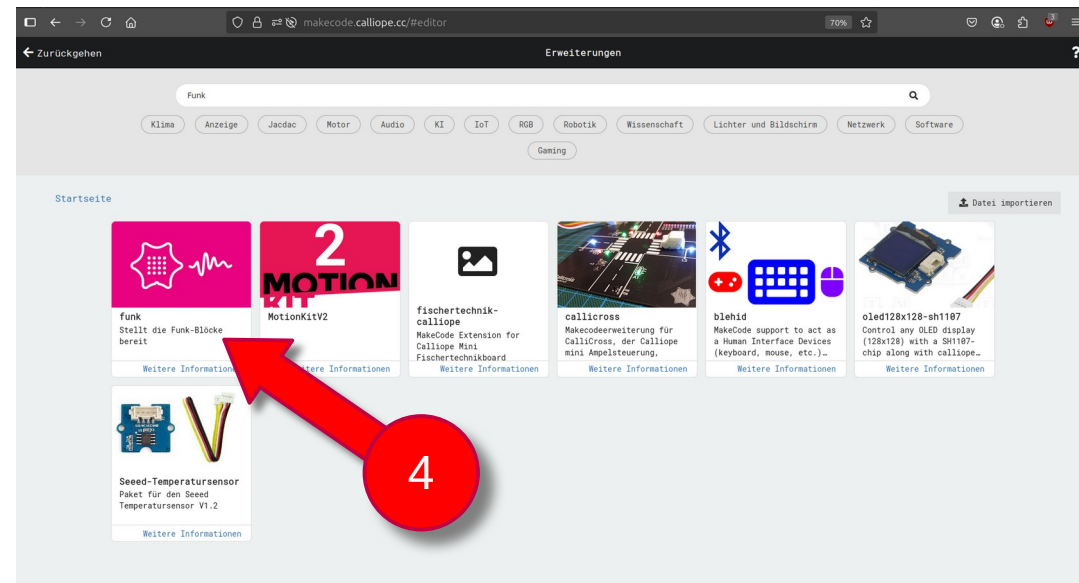 makecode.calliope.cc/#editor
70%
3
Zurückgehen
Erweiterungen
?
Funk
Klima
Anzeige
Jacdac
Motor
Audio
KI
IoT
RGB
Robotik
Wissenschaft
Lichter und Bildschirm
Netzwerk
Software
Gaming
Startseite
Datei importieren
funk
Stellt die Funk-Blöcke
bereit
Weitere Information
2
MOTION
KIT
MotionKitV2
itere Informationen
fischertechnik-
calliope
MakeCode Extension for
Calliope Mini
Fischertechnikboard
Weitere Informationen
callicross
Makecodeerweiterung für
CalliCross, der Calliope
mini Ampelsteuerung,
Weitere Informationen
blehid
MakeCode support to act as
a Human Interface Devices
(keyboard, mouse, etc.)…
Weitere Informationen
oled128x128-sh1107
Control any OLED display
(128x128) with a SH1107-
chip along with calliope…
Weitere Informationen
Seeed-Temperatursensor
Paket für den Seeed
Temperatursensor V1.2
Weitere Informationen
4